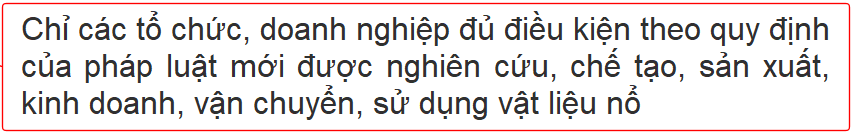 Chỉ các tổ chức, doanh nghiệp đủ điều kiện theo quy định
của pháp luật mới được nghiên cứu, chế tạo, sản xuất,
kinh doanh, vận chuyển, sử dụng vật liệu nổ